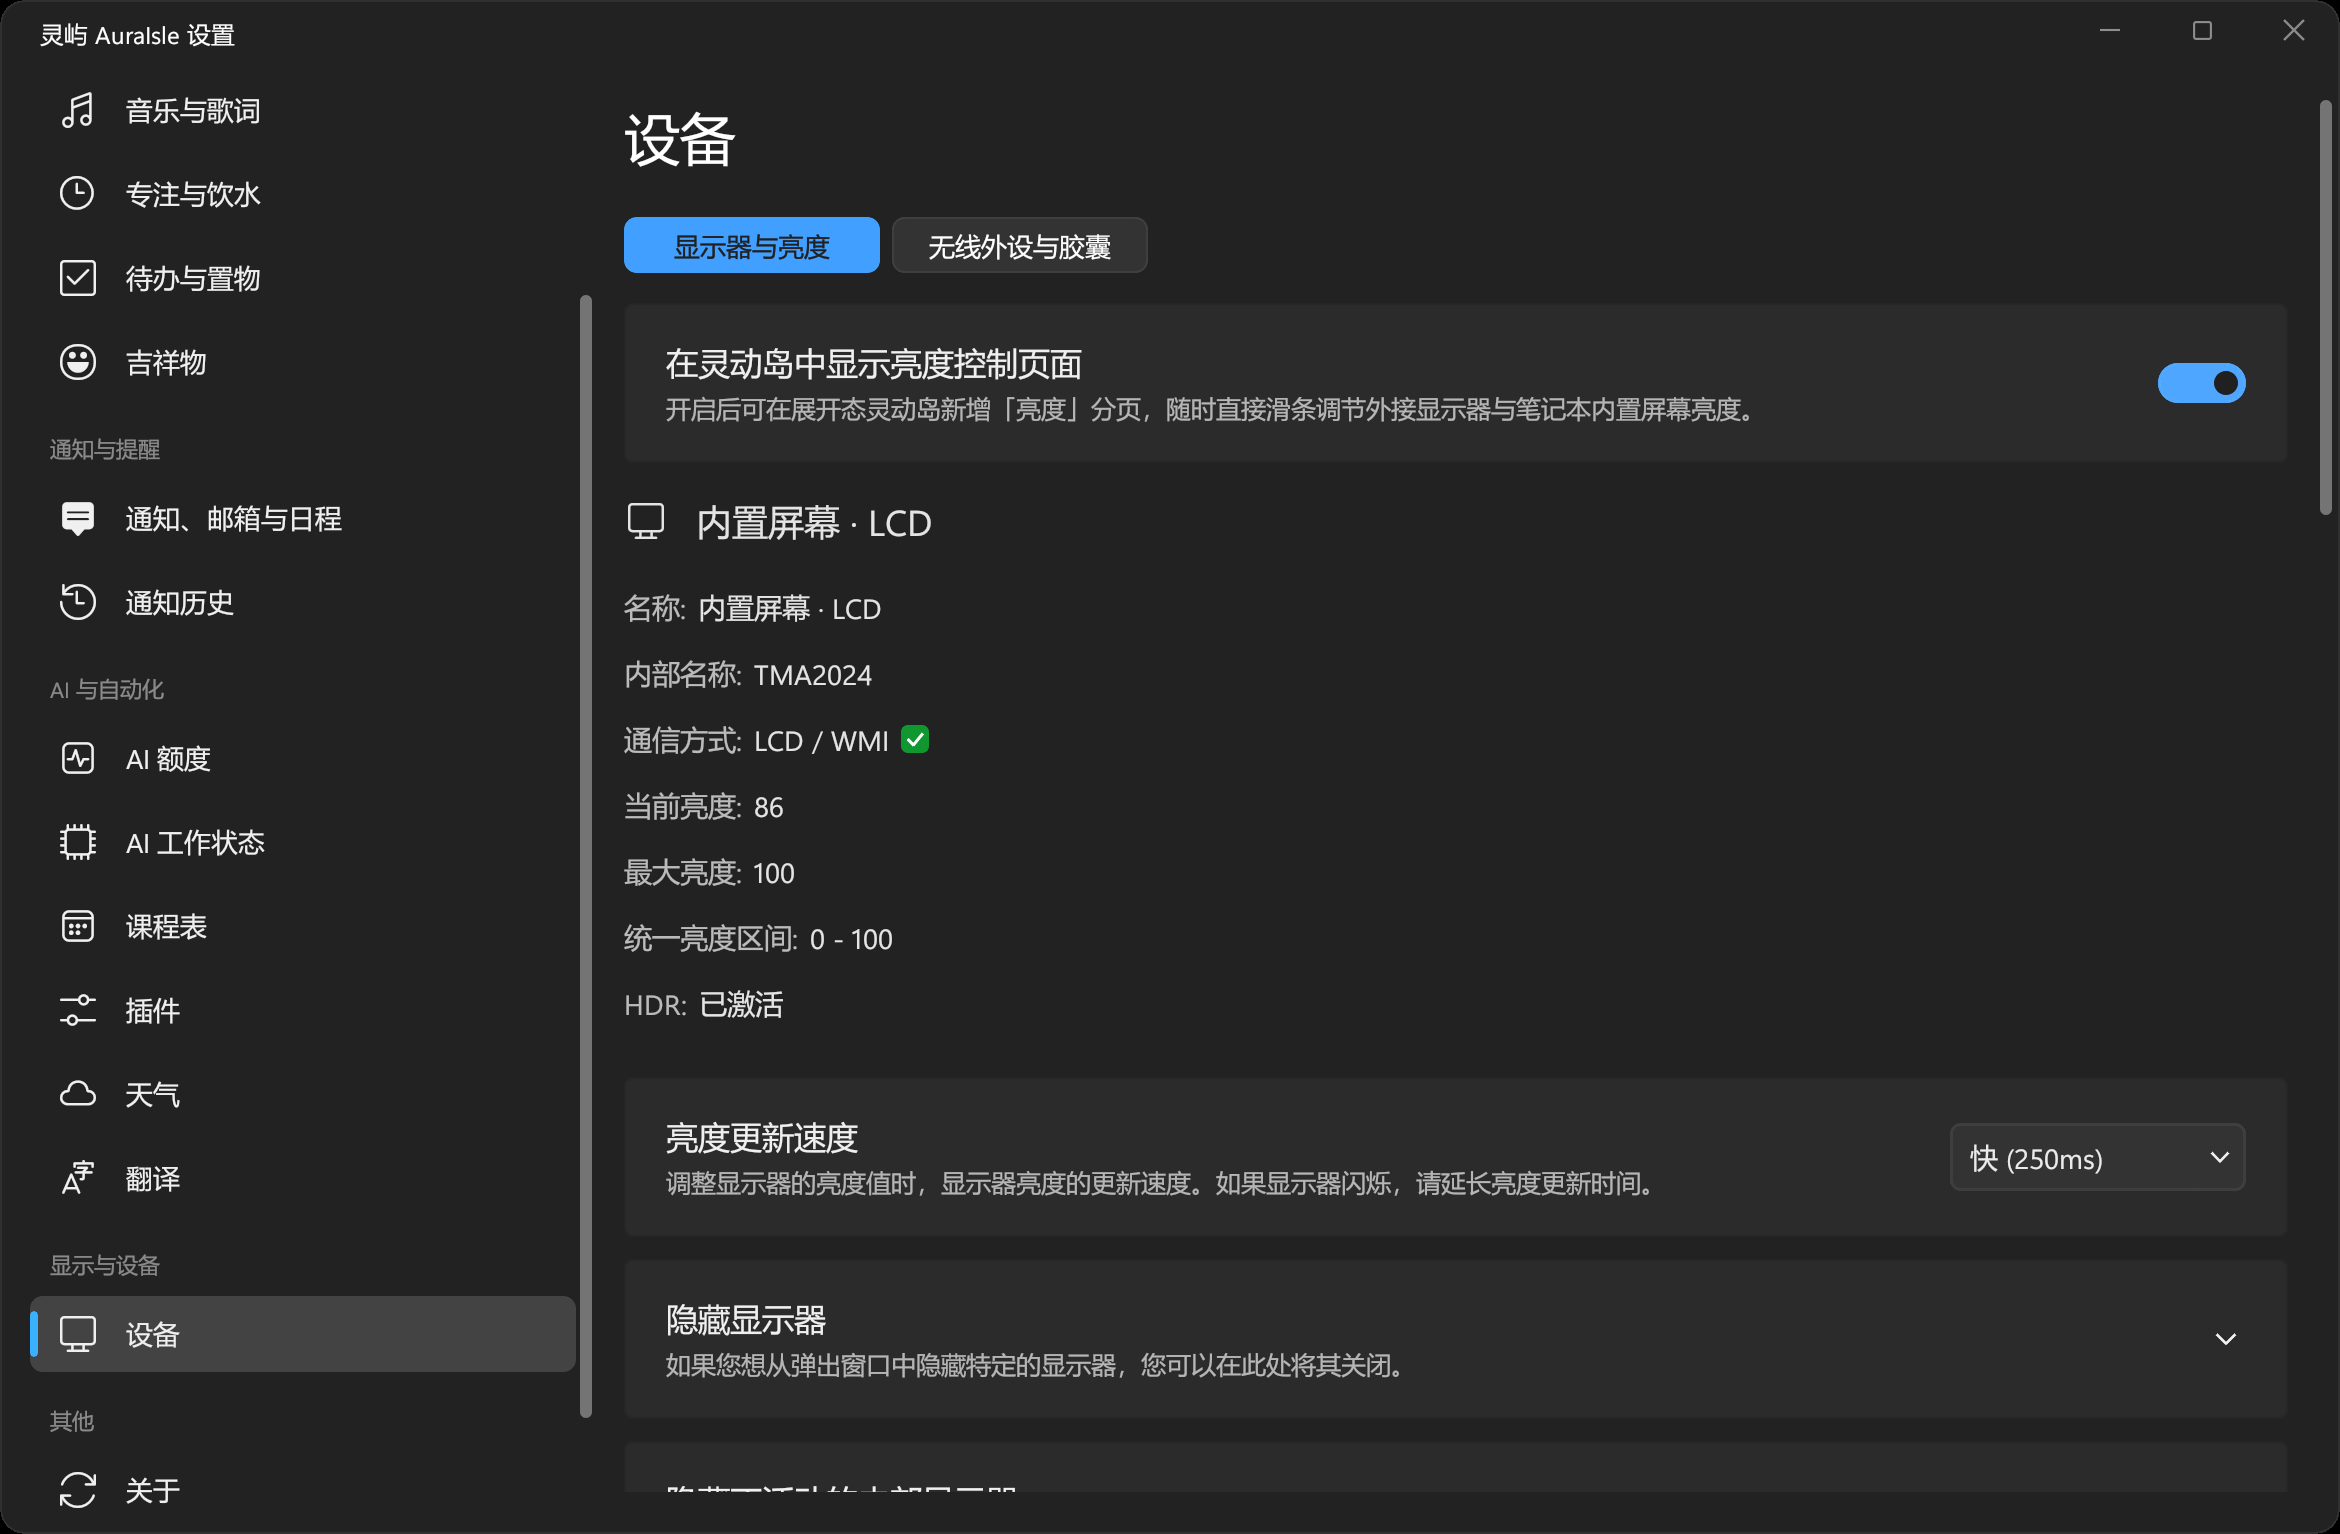 灵屿 AuraIsle 设置
音乐与歌词
专注与饮水
待办与置物
吉祥物
通知与提醒
通知、邮箱与日程
通知历史
AI 与自动化
AI 额度
AI 工作状态
课程表
插件
天气
翻译
显示与设备
设备
其他
关于
设备
显示器与亮度
无线外设与胶囊
在灵动岛中显示亮度控制页面
开启后可在展开态灵动岛新增「亮度」分页，随时直接滑条调节外接显示器与笔记本内置屏幕亮度。
内置屏幕 · LCD
名称: 内置屏幕 · LCD
内部名称: TMA2024
通信方式: LCD / WMI ✅
当前亮度: 86
最大亮度: 100
统一亮度区间: 0 - 100
HDR: 已激活
亮度更新速度
调整显示器的亮度值时，显示器亮度的更新速度。如果显示器闪烁，请延长亮度更新时间。
快 (250ms)
隐藏显示器
如果您想从弹出窗口中隐藏特定的显示器，您可以在此处将其关闭。